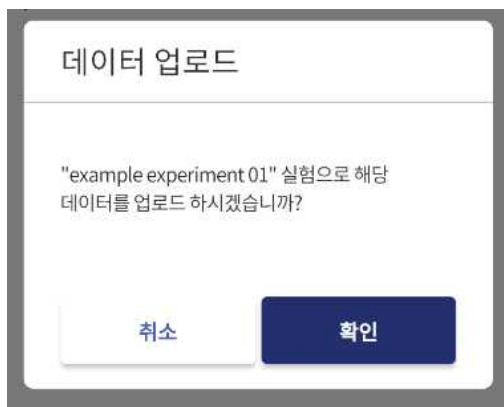 데이터 업로드
"example experiment 01" 실험으로 해당
데이터를 업로드 하시겠습니까?
취소
확인